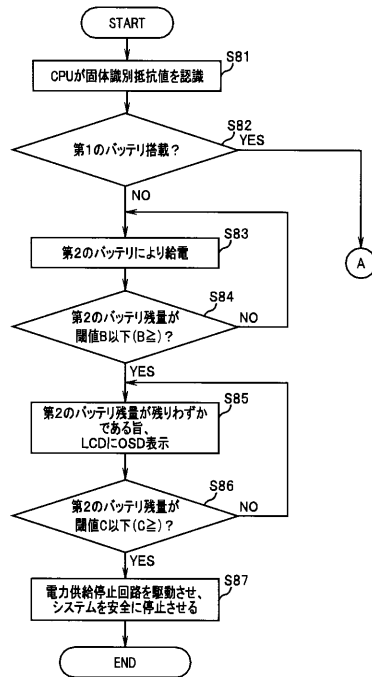 START
S81
CPUが固体識別抵抗値を認識
S82
第1のバッテリ搭載?
YES
NO
S83
第2のバッテリにより給電
A
S84
第2のバッテリ残量が
閾値B以下(B≧)?
NO
YES
S85
第2のバッテリ残量が残りわずか
である旨、
LCDにOSD表示
S86
第2のバッテリ残量が
閾値C以下(C≧)?
NO
YES
S87
電力供給停止回路を駆動させ、
システムを安全に停止させる
END